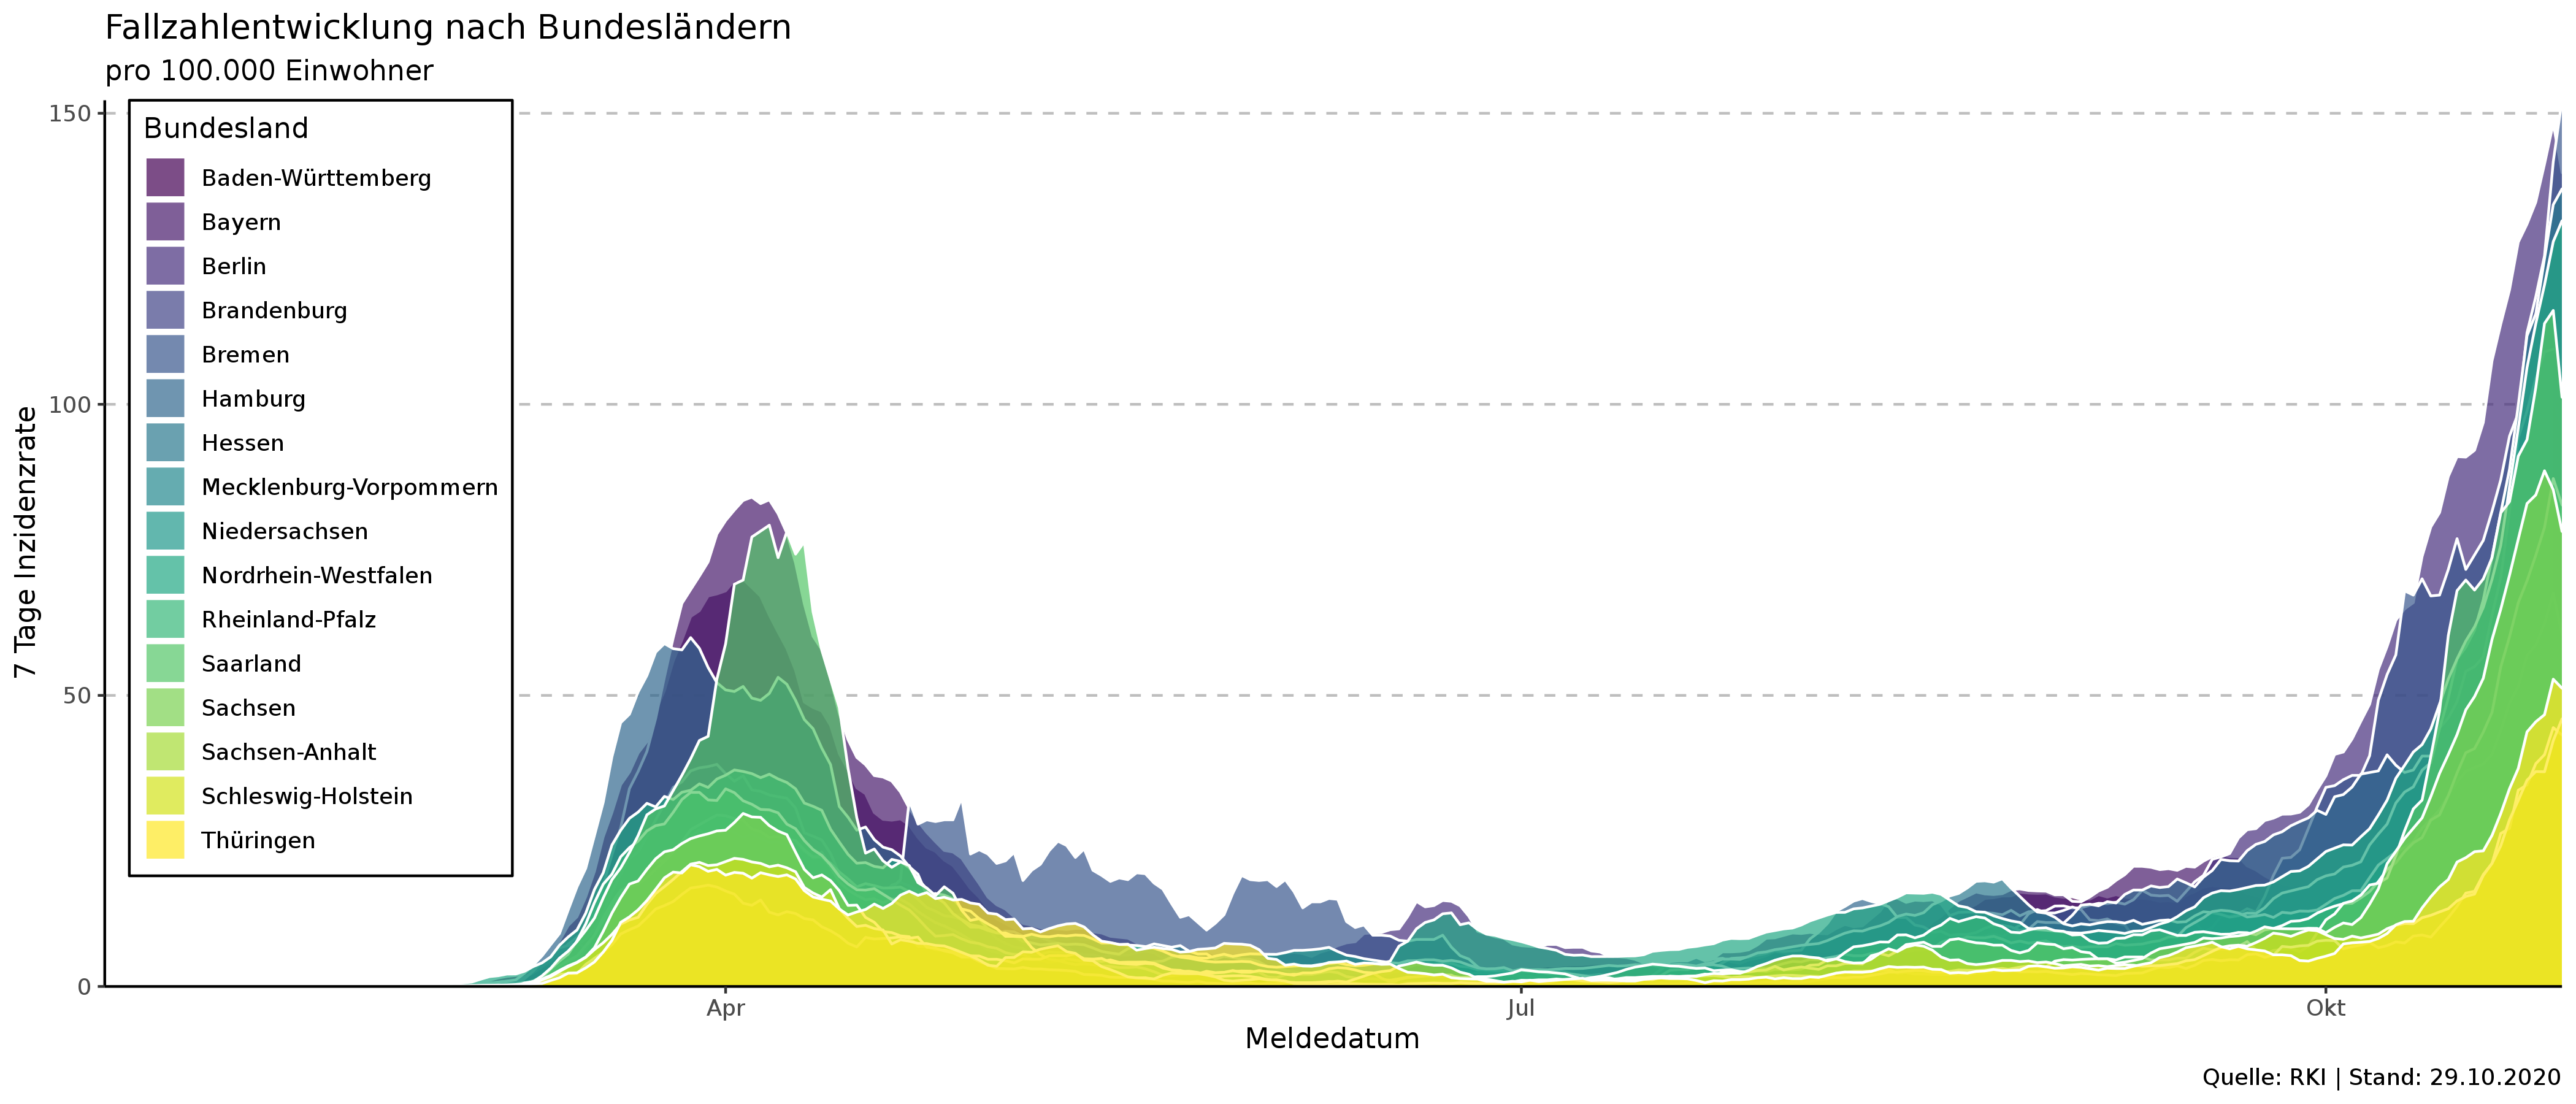 Fallzahlentwicklung nach Bundesländern
pro 100.000 Einwohner
7 Tage Inzidenzrate
150
100
50
0
Bundesland
Baden-Württemberg
Bayern
Berlin
Brandenburg
Bremen
Hamburg
Hessen
Mecklenburg-Vorpommern
Niedersachsen
Nordrhein-Westfalen
Rheinland-Pfalz
Saarland
Sachsen
Sachsen-Anhalt
Schleswig-Holstein
Thüringen
Apr
Jul
Okt
Meldedatum
Quelle: RKI | Stand: 29.10.2020